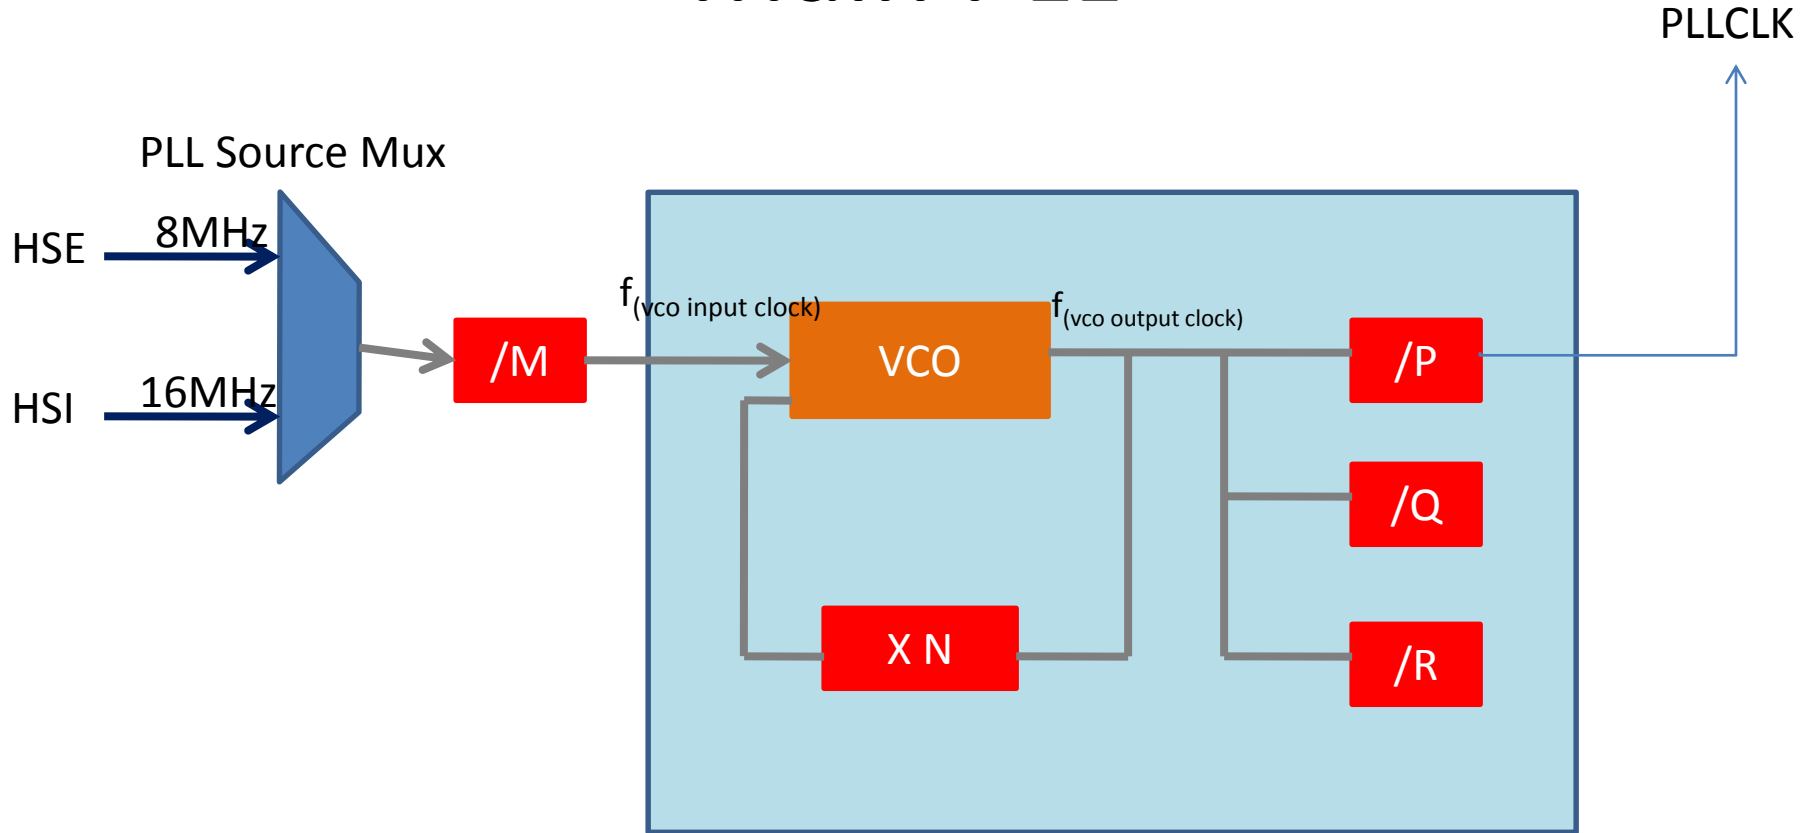 PLLCLK
PLL Source Mux
HSE
8MHz
f(vco input clock)
f(vco output clock)
/M
VCO
/P
HSI
16MHz
/Q
X N
/R